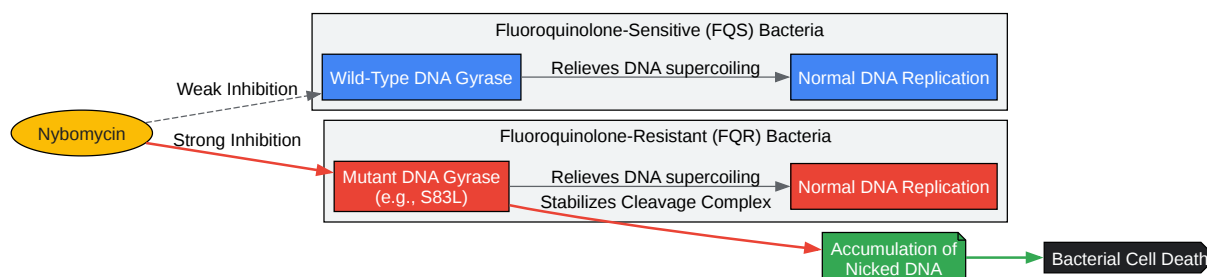 Fluoroquinolone-Sensitive (FQS) Bacteria
Wild-Type DNA Gyrase
Relieves DNA supercoiling
Normal DNA Replication
Weak Inhibition
Nybomycin
Strong Inhibition
Fluoroquinolone-Resistant (FQR) Bacteria
Mutant DNA Gyrase
(e.g., S83L)
Relieves DNA supercoiling
Normal DNA Replication
Stabilizes Cleavage Complex
Accumulation of
Nicked DNA
Bacterial Cell Death